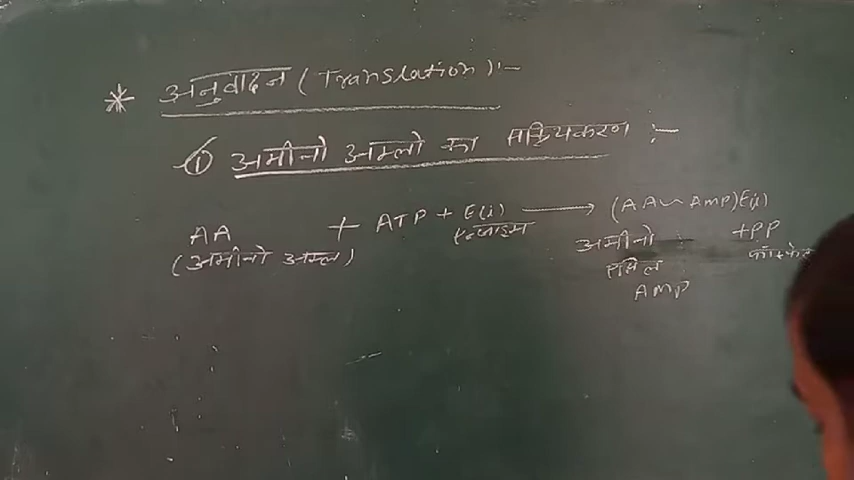 * अनुवादन (Translation) :-
① अमीनो अम्लो का सक्रियकरण :-
AA + ATP + E(i) ⟶ (AA~AMP)E(i)
(अमीनो अम्ल) एन्जाइम अमीनो +PP
एसिल फॉस्फेट
AMP